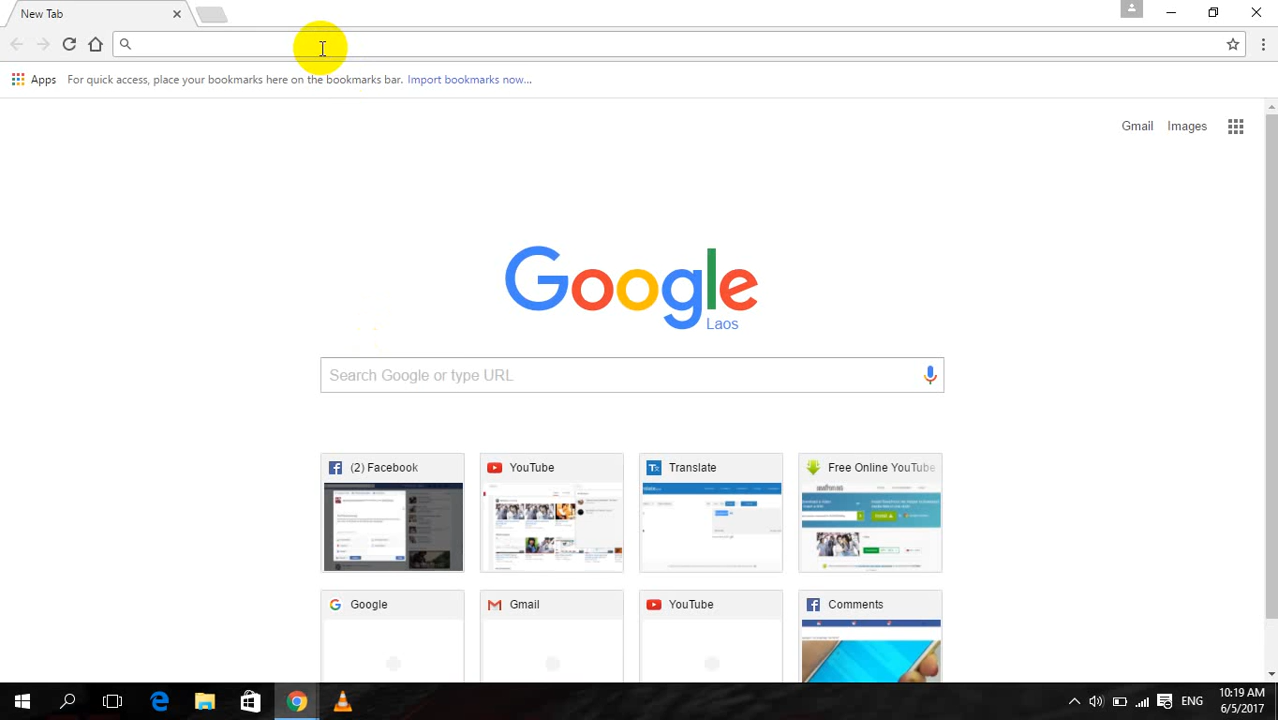 New Tab
Apps For quick access, place your bookmarks here on the bookmarks bar. Import bookmarks now...
Gmail Images
Google
Laos
Search Google or type URL
(2) Facebook YouTube Translate Free Online YouTube
Google Gmail YouTube Comments
ENG
10:19 AM
6/5/2017